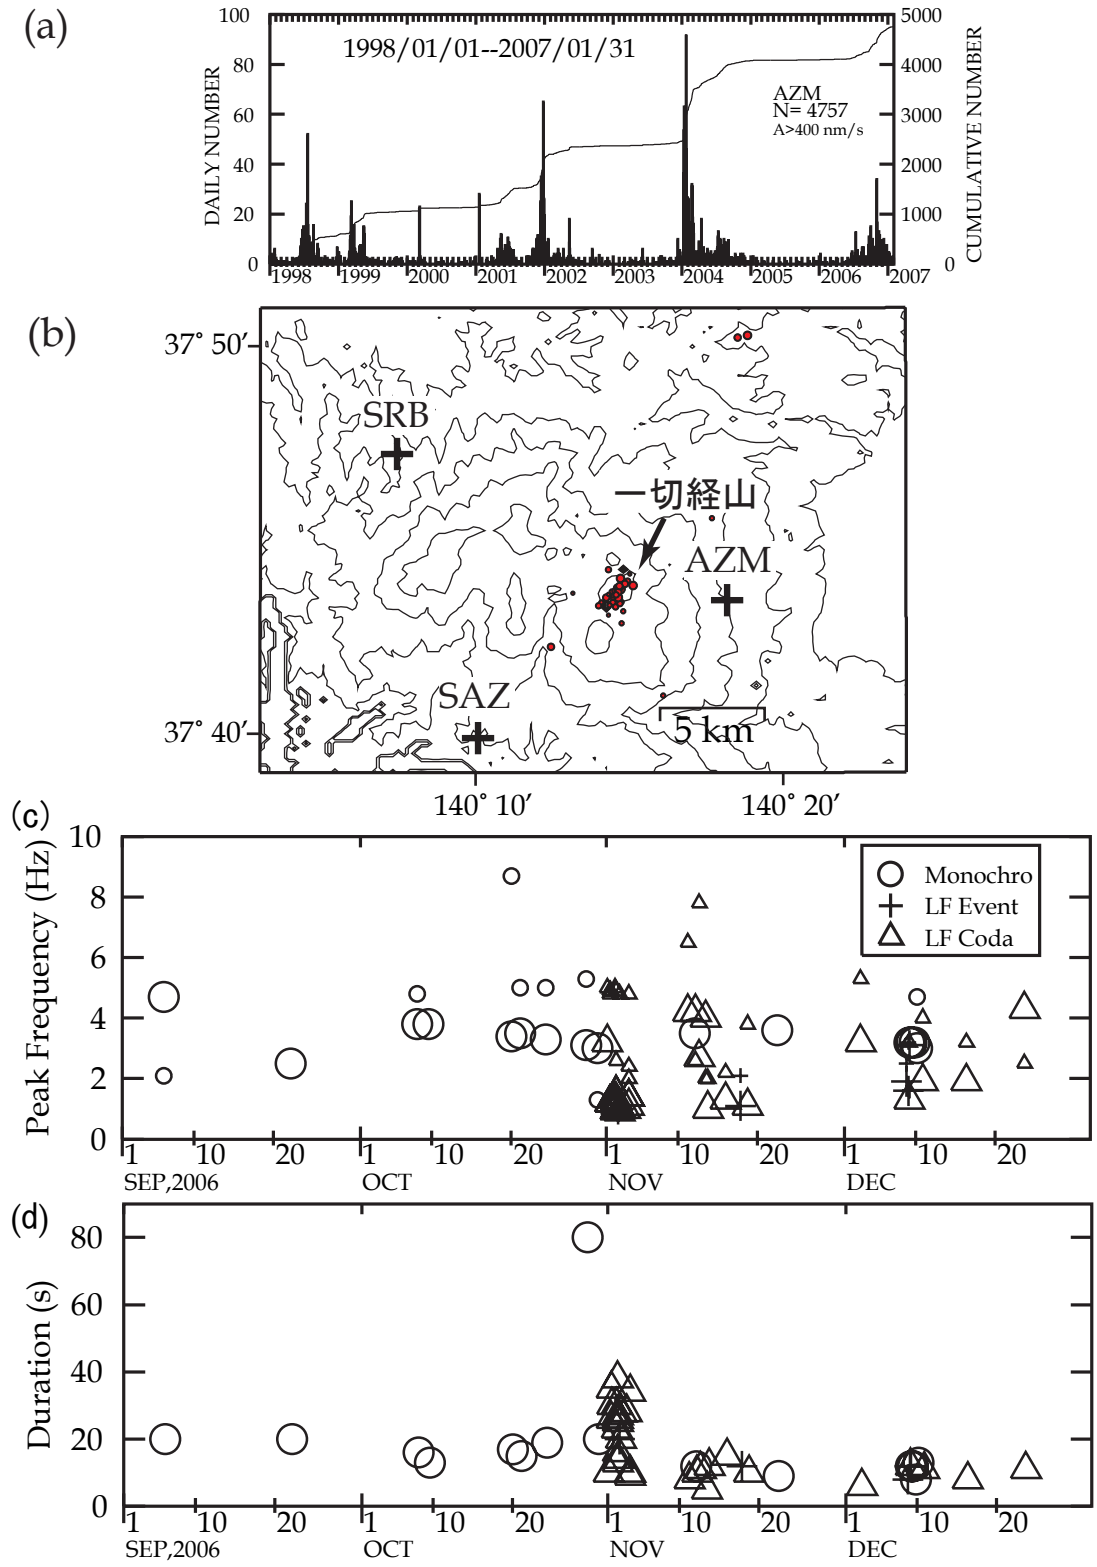 (a)
100
80
60
40
20
0
DAILY NUMBER
1998/01/01--2007/01/31
AZM
N= 4757
A>400 nm/s
5000
4000
3000
2000
1000
0
CUMULATIVE NUMBER
1998 1999 2000 2001 2002 2003 2004 2005 2006 2007
(b)
37° 50′
SRB
一切経山
AZM
SAZ
37° 40′
5 km
140° 10′ 140° 20′
(c)
Peak Frequency (Hz)
10
8
6
4
2
0
Monochro
LF Event
LF Coda
1 10 20 1 10 20 1 10 20 1 10 20
SEP,2006 OCT NOV DEC
(d)
Duration (s)
80
60
40
20
0
1 10 20 1 10 20 1 10 20 1 10 20
SEP,2006 OCT NOV DEC